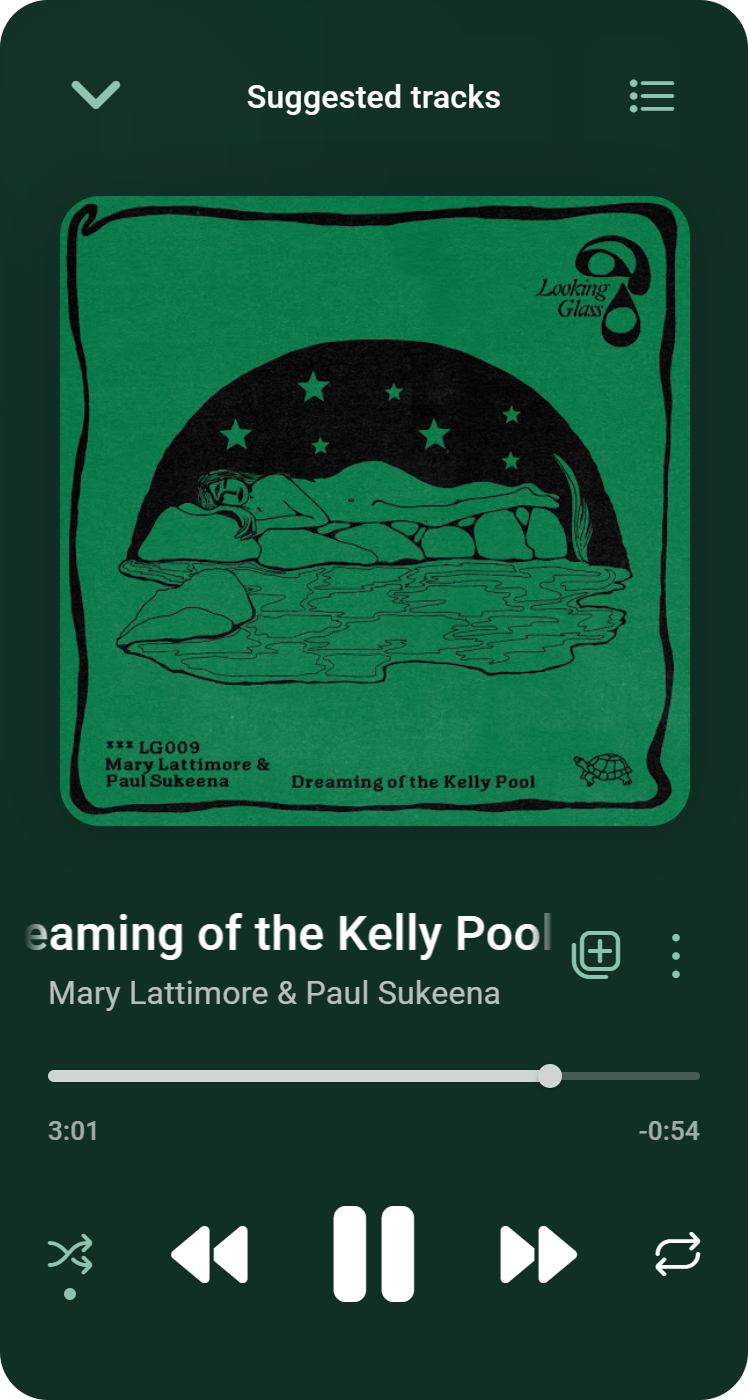 Suggested tracks
Looking
Glass
*** LG009
Mary Lattimore &
Paul Sukeena
Dreaming of the Kelly Pool
eaming of the Kelly Pool
Mary Lattimore & Paul Sukeena
3:01
-0:54